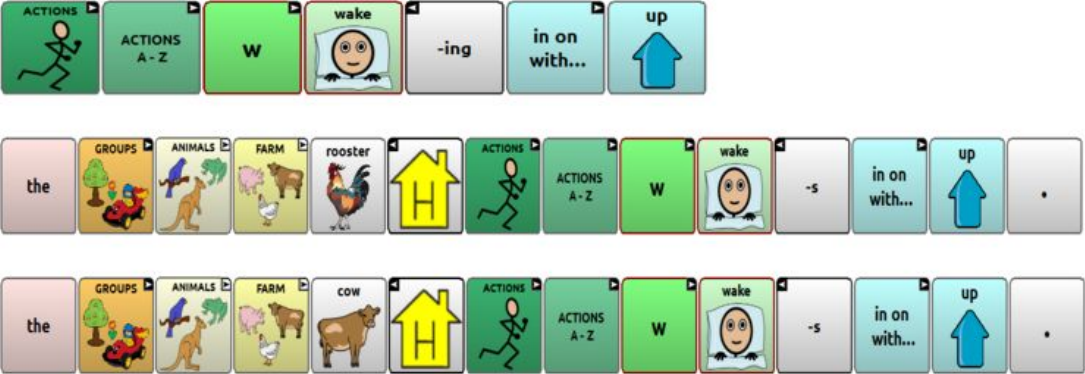 ACTIONS ACTIONS A - Z W wake -ing in on with... up
the GROUPS ANIMALS FARM rooster H ACTIONS ACTIONS A - Z W wake -s in on with... up .
the GROUPS ANIMALS FARM cow H ACTIONS ACTIONS A - Z W wake -s in on with... up .